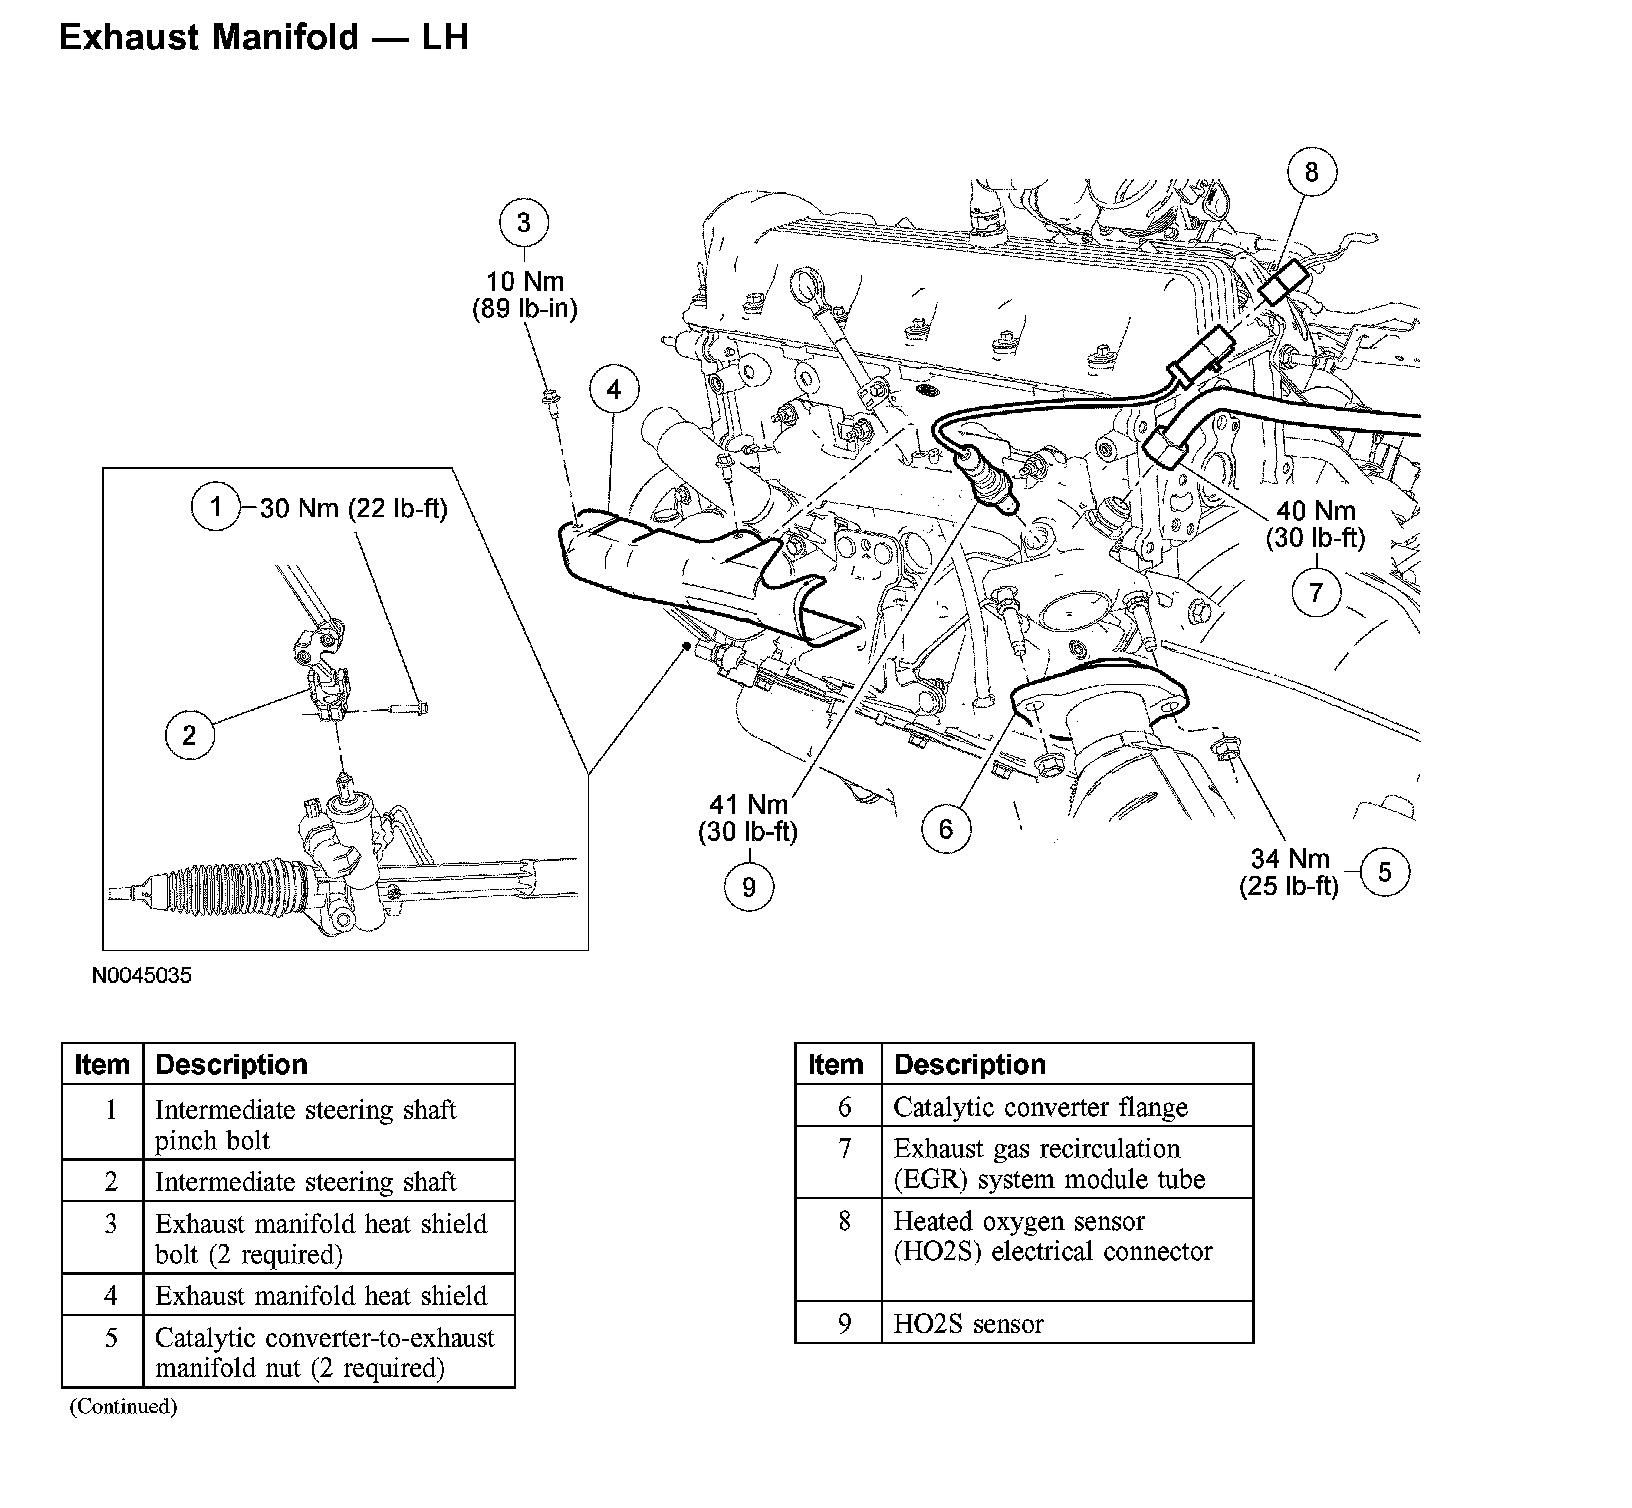 Exhaust Manifold — LH
8
3
10 Nm
(89 lb-in)
4
1
30 Nm (22 lb-ft)
40 Nm
(30 lb-ft)
7
2
41 Nm
(30 lb-ft)
9
6
34 Nm
(25 lb-ft)
5
N0045035
Item Description
1 Intermediate steering shaft
pinch bolt
2 Intermediate steering shaft
3 Exhaust manifold heat shield
bolt (2 required)
4 Exhaust manifold heat shield
5 Catalytic converter-to-exhaust
manifold nut (2 required)
(Continued)
Item Description
6 Catalytic converter flange
7 Exhaust gas recirculation
(EGR) system module tube
8 Heated oxygen sensor
(HO2S) electrical connector
9 HO2S sensor